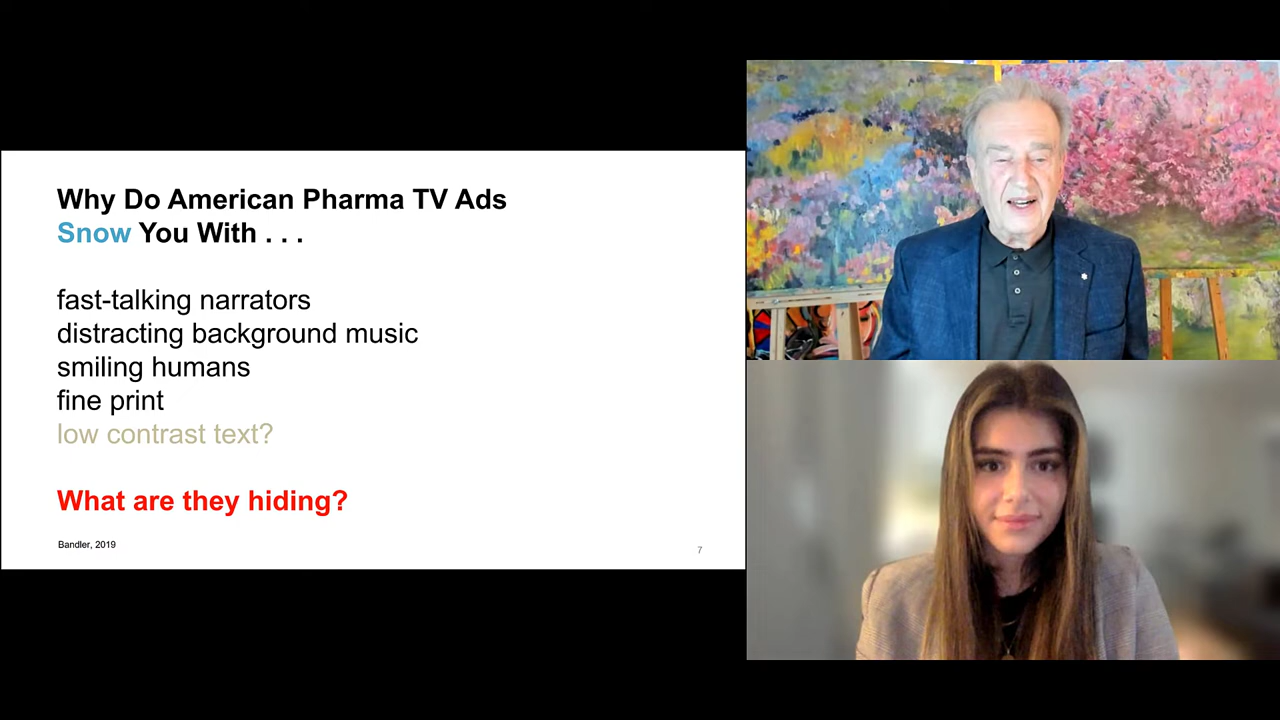 Why Do American Pharma TV Ads
Snow You With . . .
fast-talking narrators
distracting background music
smiling humans
fine print
low contrast text?
What are they hiding?
Bandler, 2019
7